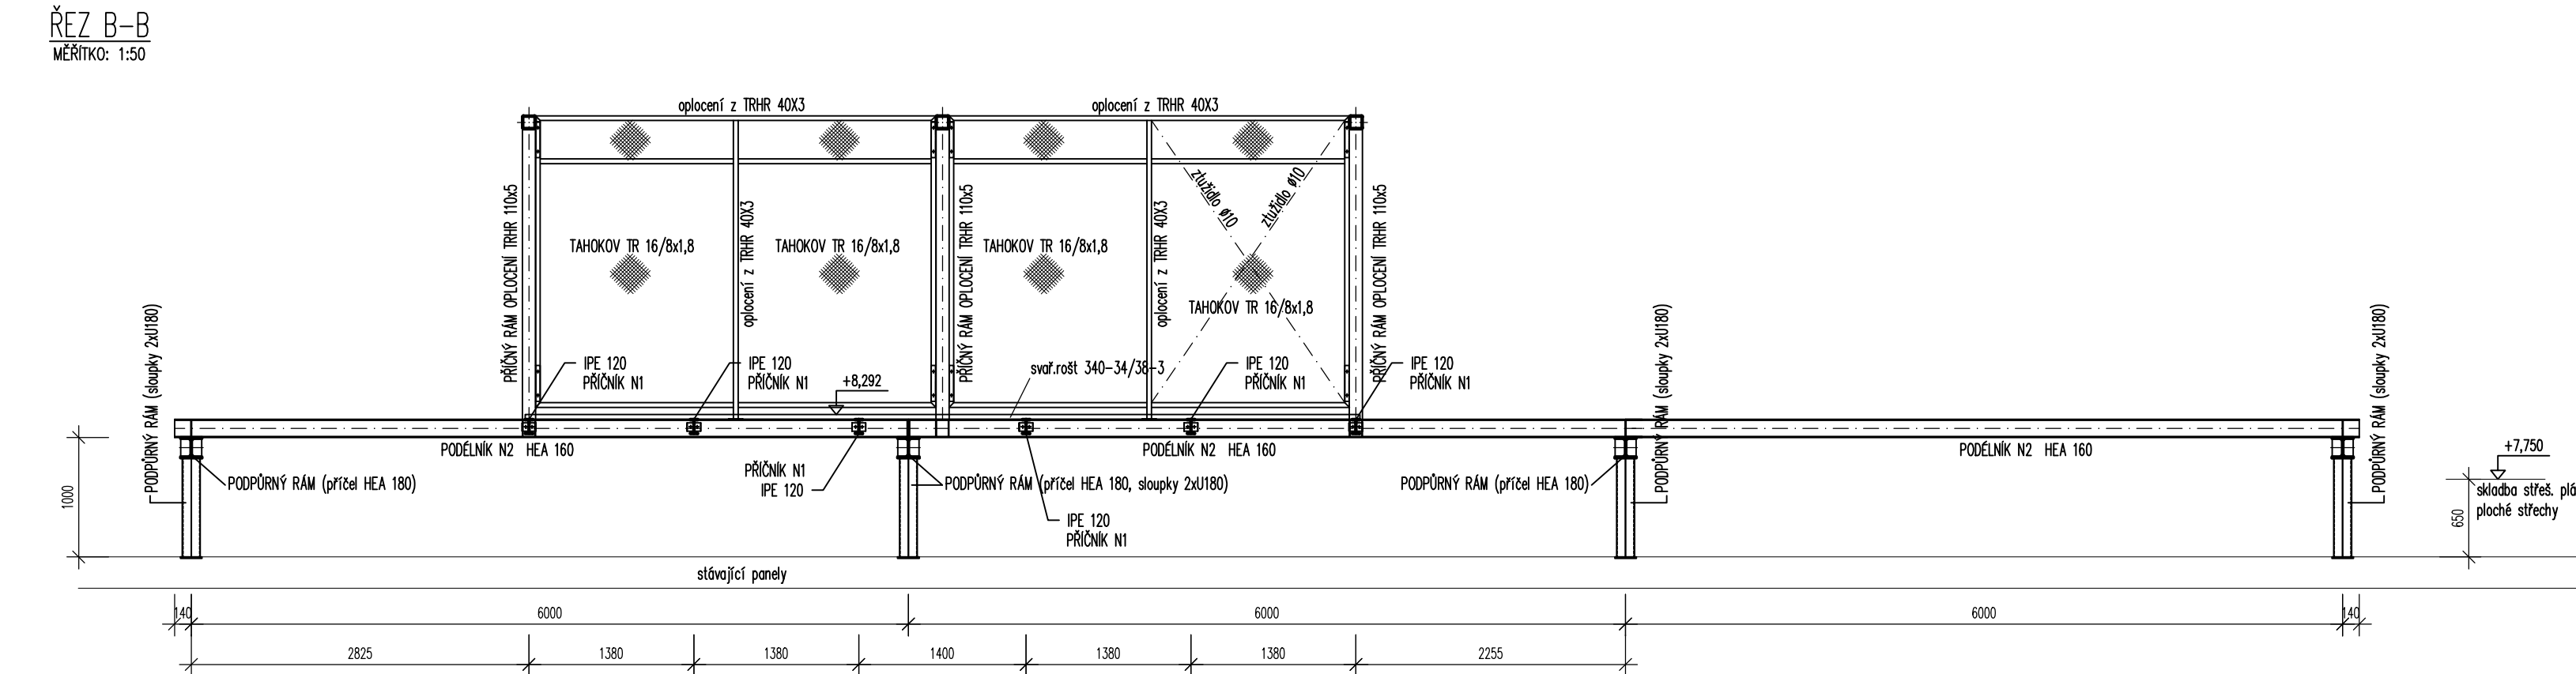 ŘEZ B-B
MĚŘÍTKO: 1:50
oplocení z TRHR 40X3
oplocení z TRHR 40X3
PŘÍČNÝ RÁM OPLOCENÍ TRHR 110x5
TAHOKOV TR 16/8x1,8
oplocení z TRHR 40X3
TAHOKOV TR 16/8x1,8
PŘÍČNÝ RÁM OPLOCENÍ TRHR 110x5
TAHOKOV TR 16/8x1,8
oplocení z TRHR 40X3
ztužidlo ø10
ztužidlo ø10
TAHOKOV TR 16/8x1,8
PŘÍČNÝ RÁM OPLOCENÍ TRHR 110x5
IPE 120
PŘÍČNÍK N1
IPE 120
PŘÍČNÍK N1
+8,292
svař.rošt 340-34/38-3
IPE 120
PŘÍČNÍK N1
IPE 120
PŘÍČNÍK N1
PODPŮRNÝ RÁM (sloupky 2xU180)
PODPŮRNÝ RÁM (sloupky 2xU180)
PODPŮRNÝ RÁM (sloupky 2xU180)
PODÉLNÍK N2 HEA 160
PODÉLNÍK N2 HEA 160
PODÉLNÍK N2 HEA 160
+7,750
PODPŮRNÝ RÁM (příčel HEA 180)
PŘÍČNÍK N1
IPE 120
PODPŮRNÝ RÁM (příčel HEA 180, sloupky 2xU180)
PODPŮRNÝ RÁM (příčel HEA 180)
skladba střeš. plá
ploché střechy
1000
650
IPE 120
PŘÍČNÍK N1
stávající panely
140
6000
6000
6000
140
2825
1380
1380
1400
1380
1380
2255